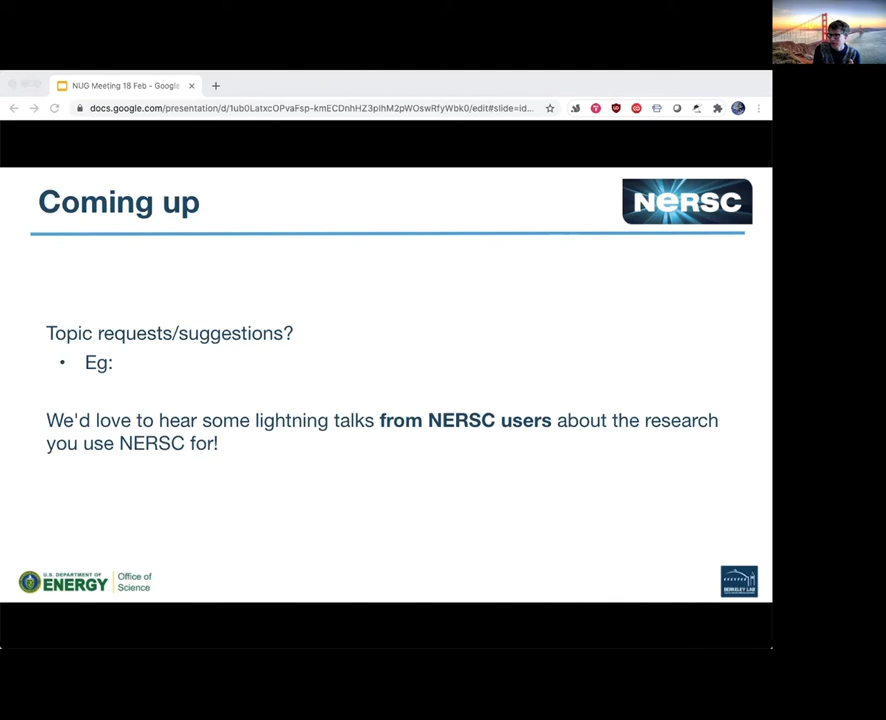 NUG Meeting 18 Feb - Google
docs.google.com/presentation/d/1ub0LatxcOPvaFsp-kmECDnhHZ3pIhM2pWOswRfyWbk0/edit#slide=id...
Coming up
NERSC
Topic requests/suggestions?
• Eg:
We'd love to hear some lightning talks from NERSC users about the research
you use NERSC for!
U.S. DEPARTMENT OF
ENERGY
Office of
Science
BERKELEY LAB